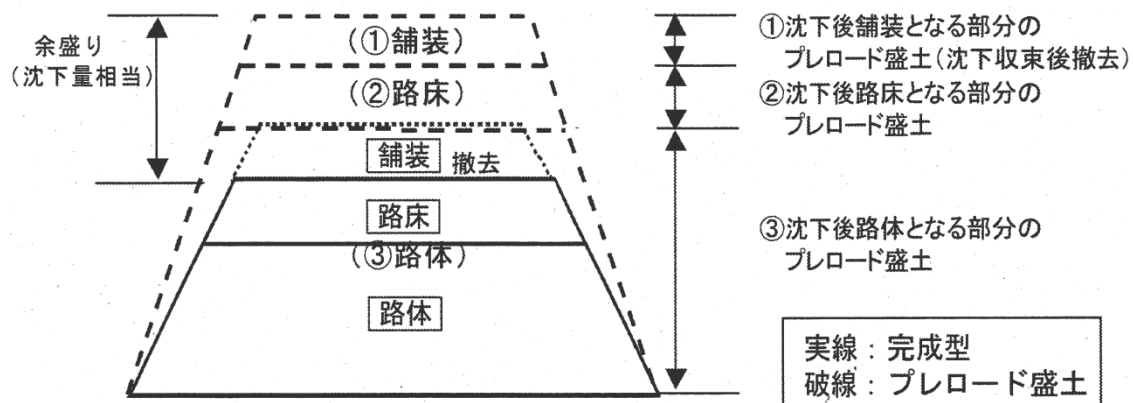 余盛り
(沈下量相当)
(①舗装)
(②路床)
舗装 撤去
路床
(③路体)
路体
①沈下後舗装となる部分の
プレロード盛土(沈下収束後撤去)
②沈下後路床となる部分の
プレロード盛土
③沈下後路体となる部分の
プレロード盛土
実線：完成型
破線：プレロード盛土